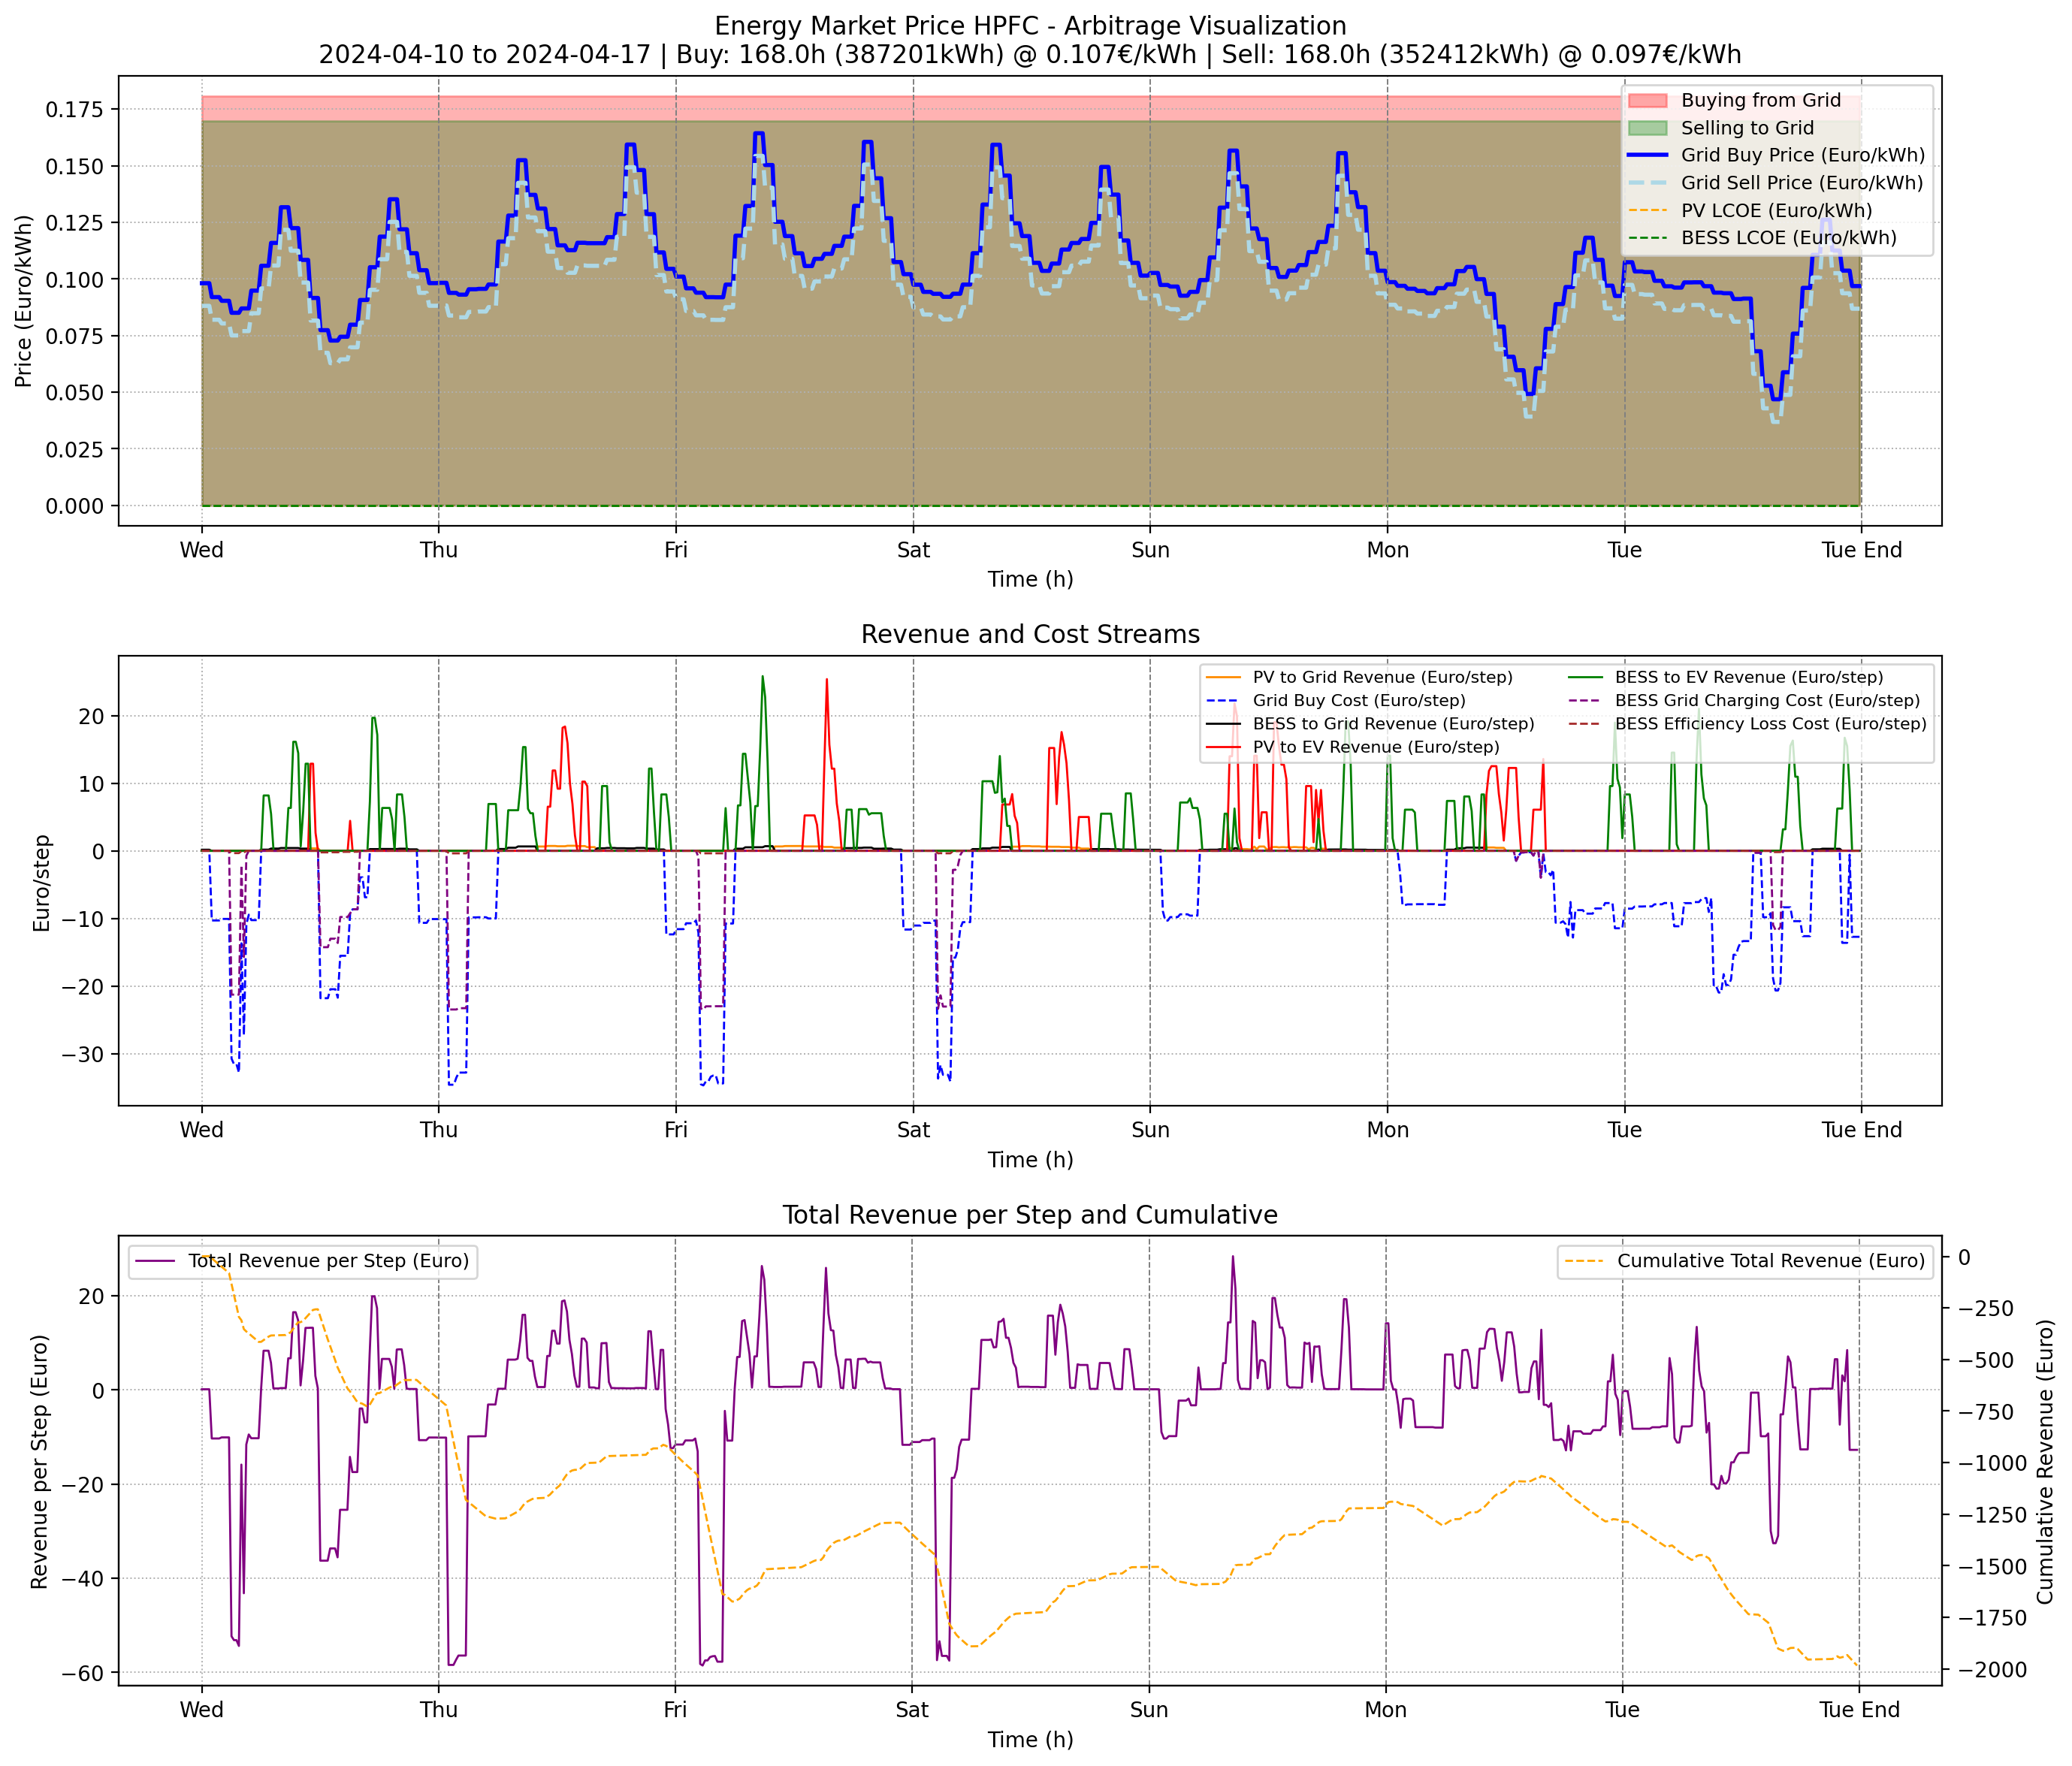 Energy Market Price HPFC - Arbitrage Visualization
2024-04-10 to 2024-04-17 | Buy: 168.0h (387201kWh) @ 0.107€/kWh | Sell: 168.0h (352412kWh) @ 0.097€/kWh
Price (Euro/kWh)
0.175
0.150
0.125
0.100
0.075
0.050
0.025
0.000
Buying from Grid
Selling to Grid
Grid Buy Price (Euro/kWh)
Grid Sell Price (Euro/kWh)
PV LCOE (Euro/kWh)
BESS LCOE (Euro/kWh)
Wed Thu Fri Sat Sun Mon Tue Tue End
Time (h)
Revenue and Cost Streams
Euro/step
20
10
0
−10
−20
−30
PV to Grid Revenue (Euro/step)
Grid Buy Cost (Euro/step)
BESS to Grid Revenue (Euro/step)
PV to EV Revenue (Euro/step)
BESS to EV Revenue (Euro/step)
BESS Grid Charging Cost (Euro/step)
BESS Efficiency Loss Cost (Euro/step)
Wed Thu Fri Sat Sun Mon Tue Tue End
Time (h)
Total Revenue per Step and Cumulative
Revenue per Step (Euro)
20
0
−20
−40
−60
Total Revenue per Step (Euro)
Cumulative Total Revenue (Euro)
0
−250
−500
−750
−1000
−1250
−1500
−1750
−2000
Cumulative Revenue (Euro)
Wed Thu Fri Sat Sun Mon Tue Tue End
Time (h)